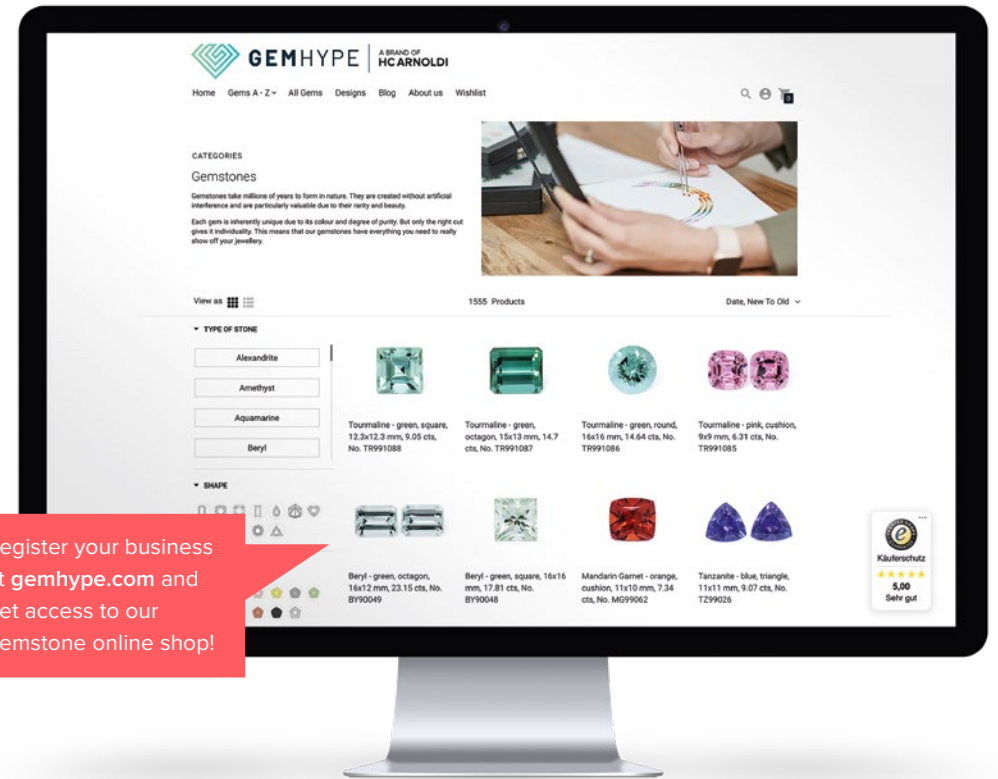 GEMHYPE
A BRAND OF
HC ARNOLDI
Home Gems A - Z All Gems Designs Blog About us Wishlist
0
CATEGORIES
Gemstones
Gemstones take millions of years to form in nature. They are created without artificial
interference and are particularly valuable due to their rarity and beauty.
Each gem is inherently unique due to its colour and degree of purity. But only the right cut
gives it individuality. This means that our gemstones have everything you need to really
show off your jewellery.
View as
1555 Products
Date, New To Old
TYPE OF STONE
Alexandrite
Amethyst
Aquamarine
Beryl
SHAPE
Tourmaline - green, square,
12.3x12.3 mm, 9.05 cts,
No. TR991088
Tourmaline - green,
octagon, 15x13 mm, 14.7
cts, No. TR991087
Tourmaline - green, round,
16x16 mm, 14.64 cts, No.
TR991086
Tourmaline - pink, cushion,
9x9 mm, 6.31 cts, No.
TR991085
Beryl - green, octagon,
16x12 mm, 23.15 cts, No.
BY90049
Beryl - green, square, 16x16
mm, 17.81 cts, No.
BY90048
Mandarin Garnet - orange,
cushion, 11x10 mm, 7.34
cts, No. MG99062
Tanzanite - blue, triangle,
11x11 mm, 9.07 cts, No.
TZ99026
egister your business
t gemhype.com and
et access to our
emstone online shop!
e
Käuferschutz
5,00
Sehr gut